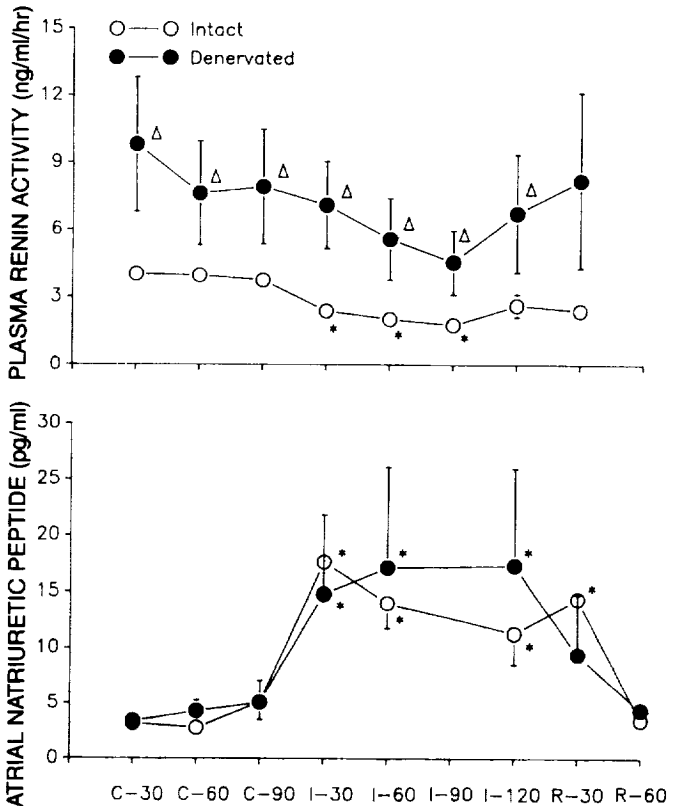 PLASMA RENIN ACTIVITY (ng/ml/hr)
15
12
9
6
3
0
Intact
Denervated
Δ
Δ
Δ
Δ
Δ
Δ
Δ
*
*
*
ATRIAL NATRIURETIC PEPTIDE (pg/ml)
30
25
20
15
10
5
0
*
*
*
*
*
*
*
C-30 C-60 C-90 I-30 I-60 I-90 I-120 R-30 R-60